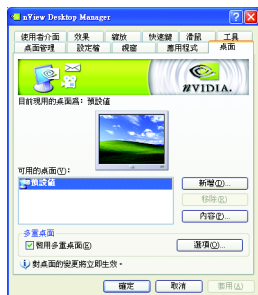 nView Desktop Manager
使用者介面 效果 縮放 快速鍵 滑鼠 工具
桌面管理 設定檔 視窗 應用程式 桌面
NVIDIA.
目前現用的桌面為: 預設值
可用的桌面(V):
預設值
新增(D)...
移除(R)
內容(P)...
多重桌面
啟用多重桌面(E)
選項(O)...
對桌面的變更將立即生效。
確定 取消 套用(A)